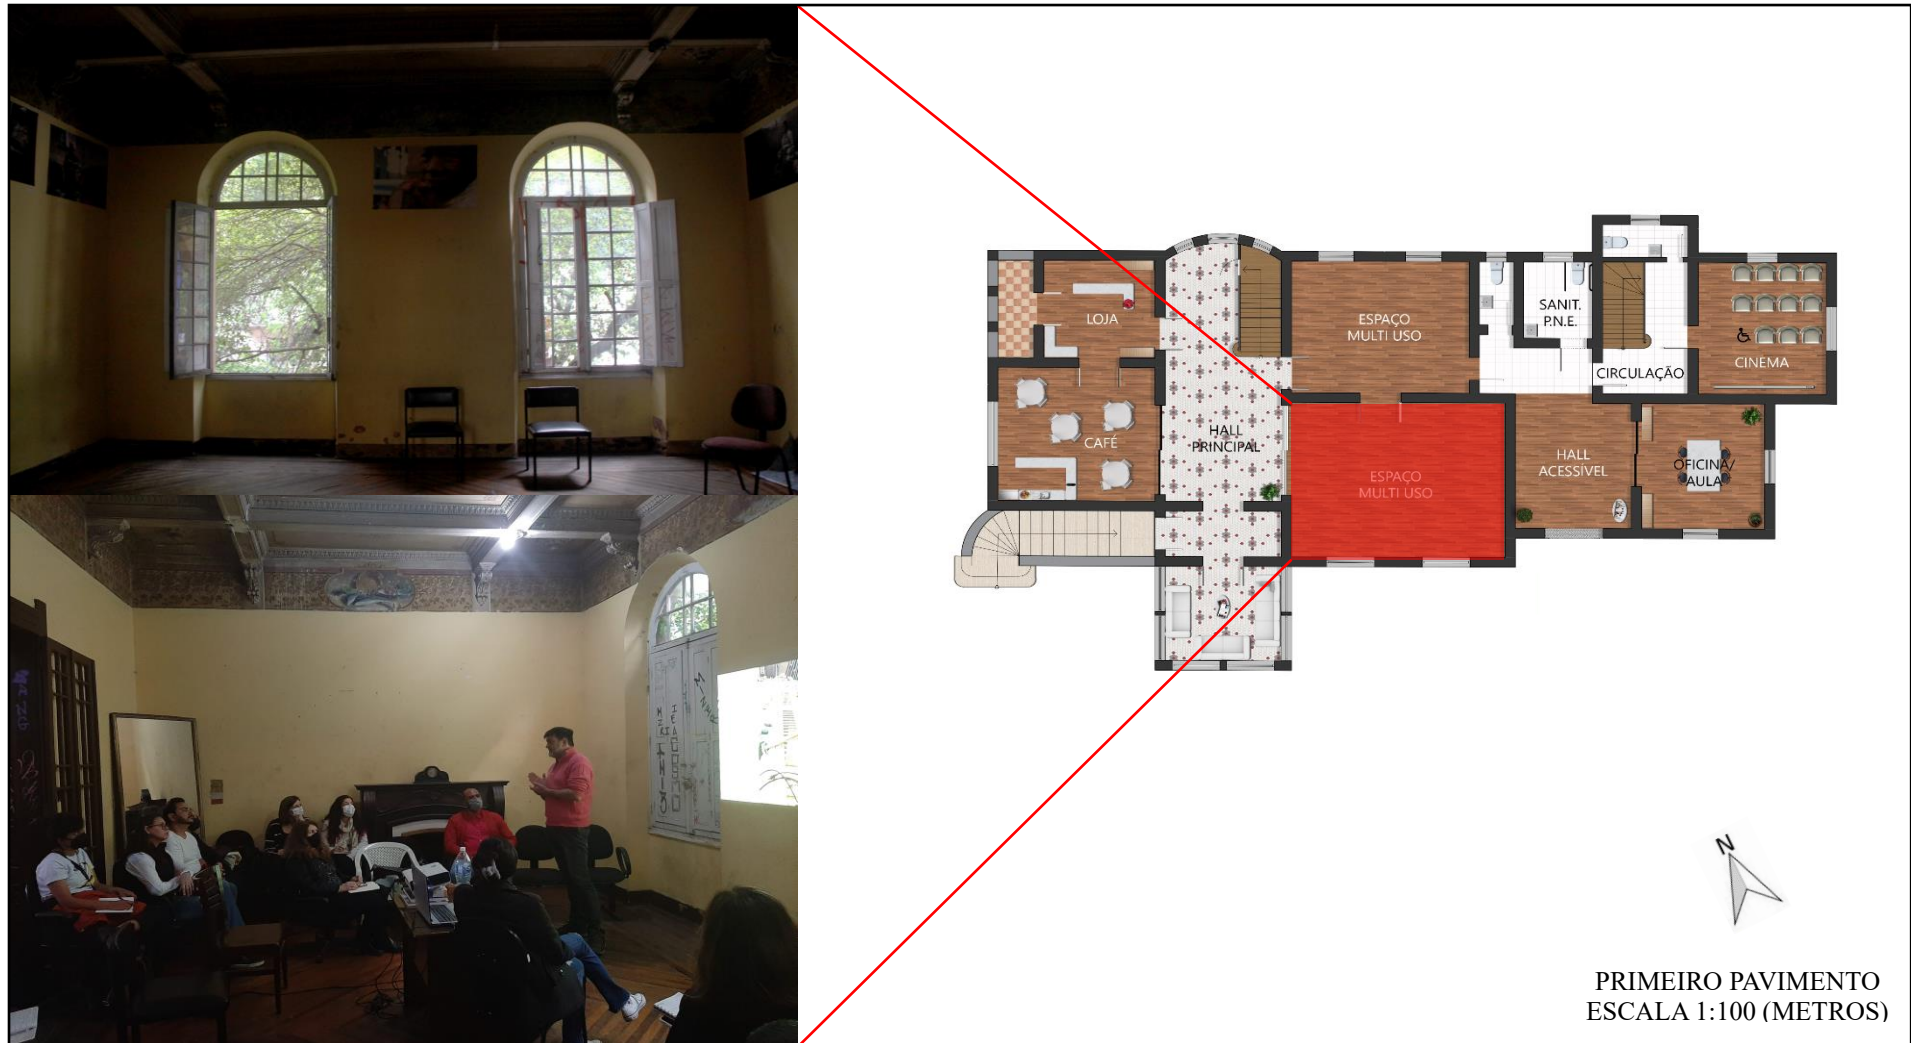 LOJA
ESPAÇO
MULTI USO
SANIT.
P.N.E.
CIRCULAÇÃO
CINEMA
CAFÉ
HALL
PRINCIPAL
ESPAÇO
MULTI USO
HALL
ACESSÍVEL
OFICINA/
AULA
N
PRIMEIRO PAVIMENTO
ESCALA 1:100 (METROS)